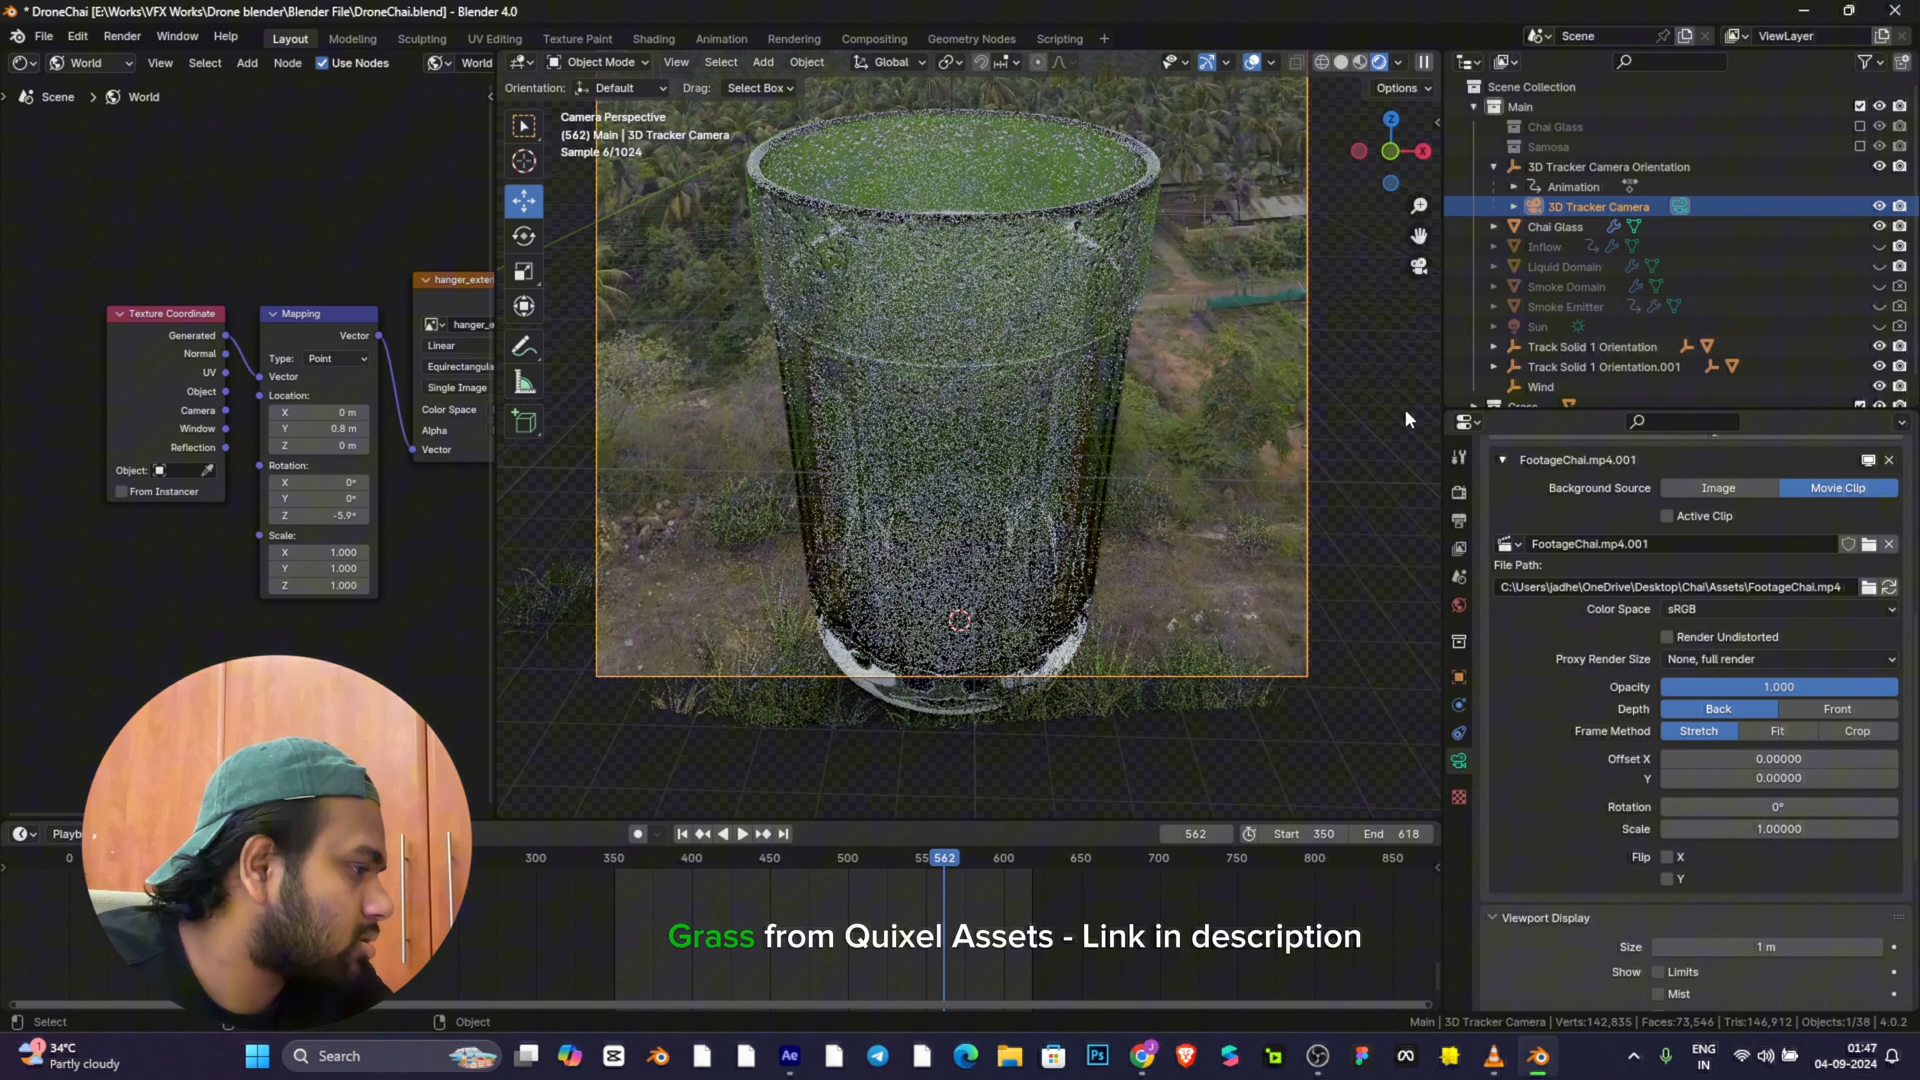 * DroneChai [E:\Works\VFX Works\Drone blender\Blender File\DroneChai.blend] - Blender 4.0
File Edit Render Window Help
Layout Modeling Sculpting UV Editing Texture Paint Shading Animation Rendering Compositing Geometry Nodes Scripting +
Scene ViewLayer
World View Select Add Node Use Nodes World
Object Mode View Select Add Object Global
Orientation: Default Drag: Select Box Options
Scene > World
Camera Perspective
(562) Main | 3D Tracker Camera
Sample 6/1024
Z
X
Texture Coordinate
Generated
Normal
UV
Object
Camera
Window
Reflection
Object:
From Instancer
Mapping
Vector
Type: Point
Vector
Location:
X 0 m
Y 0.8 m
Z 0 m
Rotation:
X 0°
Y 0°
Z -5.9°
Scale:
X 1.000
Y 1.000
Z 1.000
hanger_exter
hanger_e
Linear
Equirectangula
Single Image
Color Space
Alpha
Vector
Scene Collection
Main
Chai Glass
Samosa
3D Tracker Camera Orientation
Animation
3D Tracker Camera
Chai Glass
Inflow
Liquid Domain
Smoke Domain
Smoke Emitter
Sun
Track Solid 1 Orientation
Track Solid 1 Orientation.001
Wind
FootageChai.mp4.001
Background Source Image Movie Clip
Active Clip
FootageChai.mp4.001
File Path:
C:\Users\jadhe\OneDrive\Desktop\Chai\Assets\FootageChai.mp4
Color Space sRGB
Render Undistorted
Proxy Render Size None, full render
Opacity 1.000
Depth Back Front
Frame Method Stretch Fit Crop
Offset X 0.00000
Y 0.00000
Rotation 0°
Scale 1.00000
Flip X
Y
Viewport Display
Size 1 m
Show Limits
Mist
Playb
562 Start 350 End 618
0 300 400 450 500 55 562 600 650 700 750 800 850
Grass from Quixel Assets - Link in description
Select Object
Main | 3D Tracker Camera | Verts:142,835 | Faces:73,546 | Tris:146,912 | Objects:1/38 | 4.0.2
1
34°C
Partly cloudy
Search
Ae
Ps
J
ENG
IN
01:47
04-09-2024